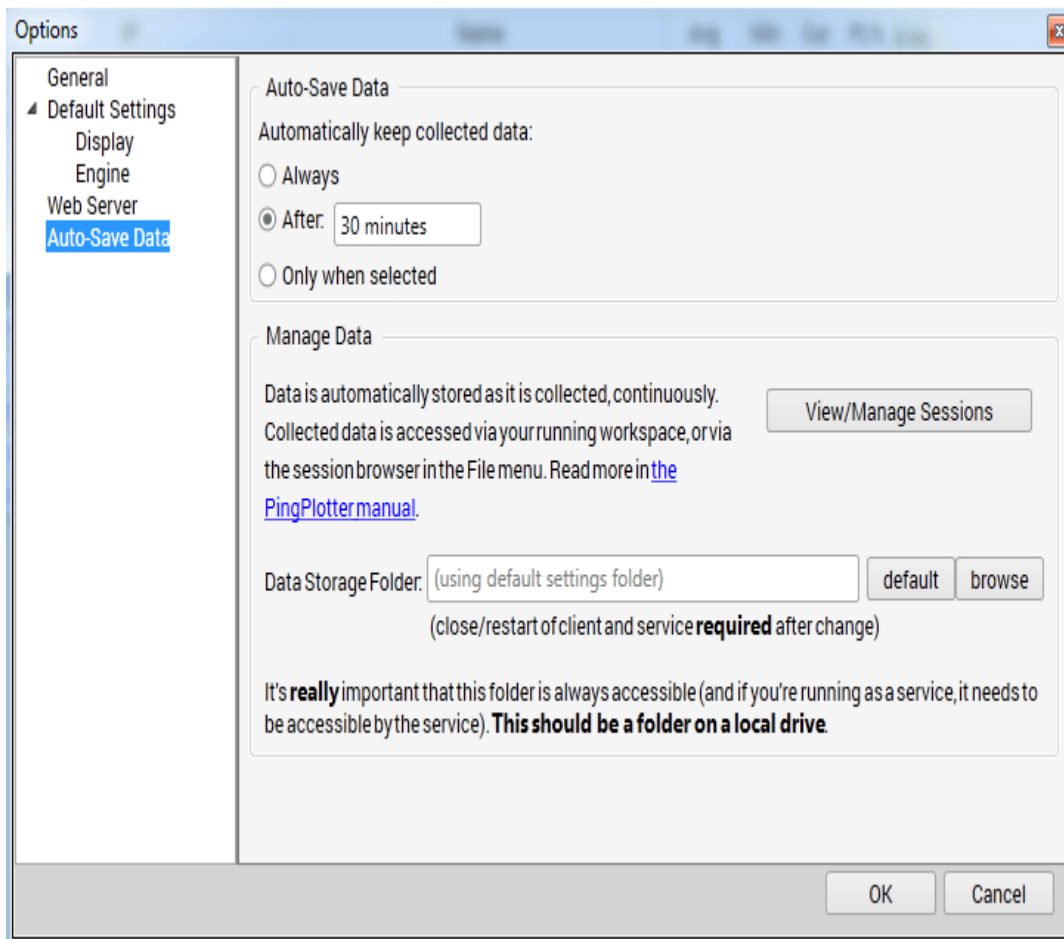 Options
General
Default Settings
Display
Engine
Web Server
Auto-Save Data
Auto-Save Data
Automatically keep collected data:
Always
After: 30 minutes
Only when selected
Manage Data
Data is automatically stored as it is collected, continuously.
Collected data is accessed via your running workspace, or via
the session browser in the File menu. Read more in the
PingPlotter manual.
View/Manage Sessions
Data Storage Folder: (using default settings folder) default browse
(close/restart of client and service required after change)
It's really important that this folder is always accessible (and if you're running as a service, it needs to
be accessible by the service). This should be a folder on a local drive.
OK Cancel